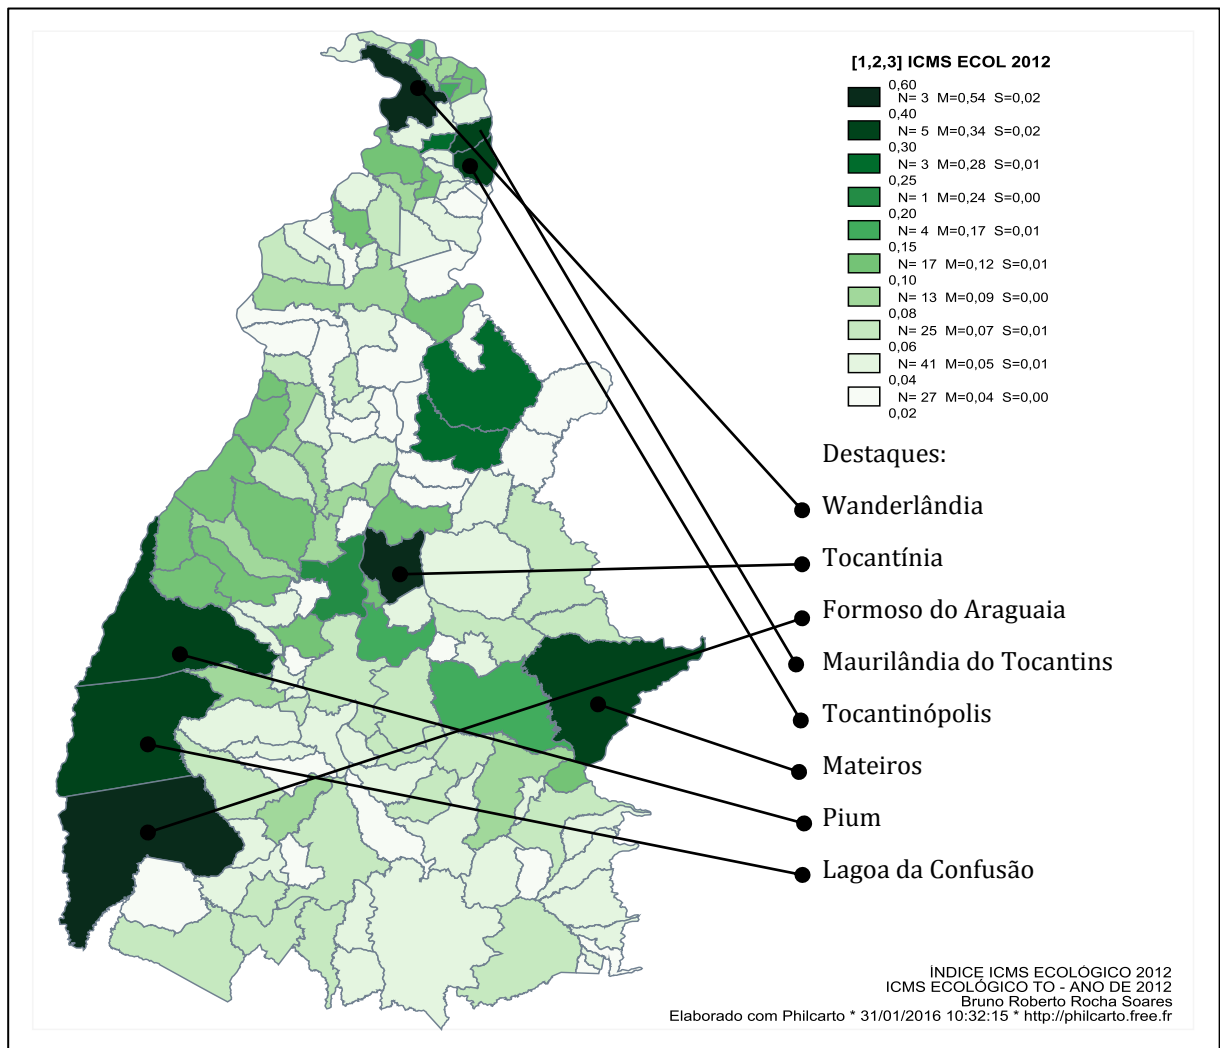 [1,2,3] ICMS ECOL 2012
0,60
N= 3 M=0,54 S=0,02
0,40
N= 5 M=0,34 S=0,02
0,30
N= 3 M=0,28 S=0,01
0,25
N= 1 M=0,24 S=0,00
0,20
N= 4 M=0,17 S=0,01
0,15
N= 17 M=0,12 S=0,01
0,10
N= 13 M=0,09 S=0,00
0,08
N= 25 M=0,07 S=0,01
0,06
N= 41 M=0,05 S=0,01
0,04
N= 27 M=0,04 S=0,00
0,02
Destaques:
Wanderlândia
Tocantínia
Formoso do Araguaia
Maurilândia do Tocantins
Tocantinópolis
Mateiros
Pium
Lagoa da Confusão
ÍNDICE ICMS ECOLÓGICO 2012
ICMS ECOLÓGICO TO - ANO DE 2012
Bruno Roberto Rocha Soares
Elaborado com Philcarto * 31/01/2016 10:32:15 * http://philcarto.free.fr